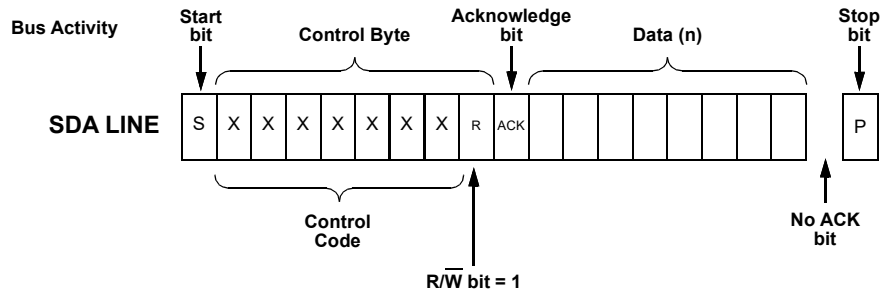 Bus Activity
Start
bit
Control Byte
Acknowledge
bit
Data (n)
Stop
bit
SDA LINE
S X X X X X X X R ACK P
Control
Code
No ACK
bit
R/W̅ bit = 1